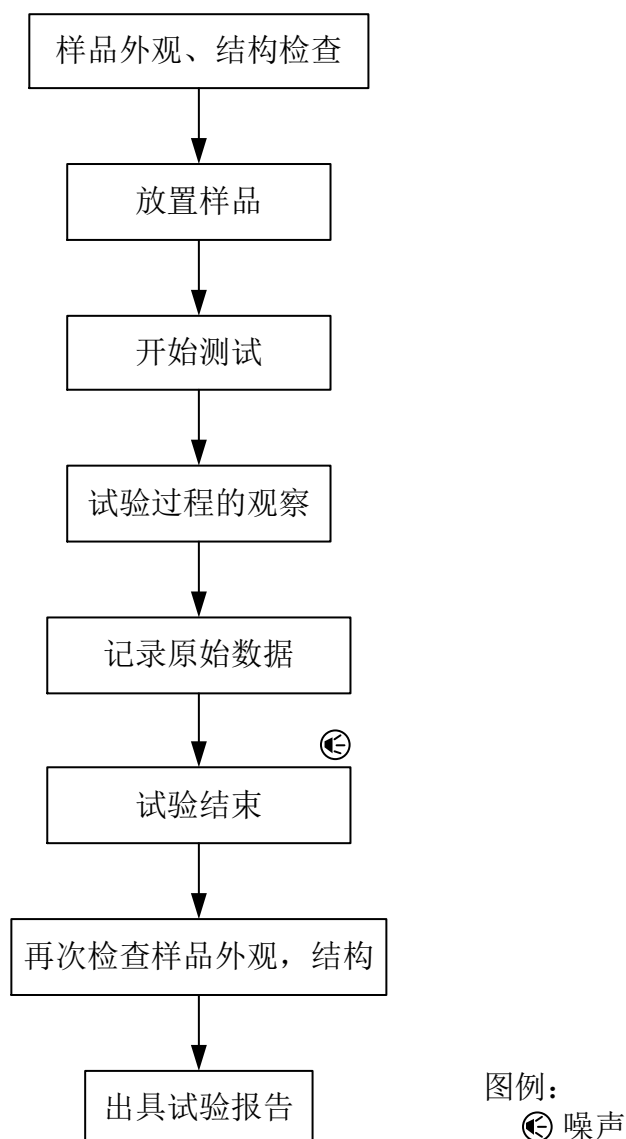 样品外观、结构检查
放置样品
开始测试
试验过程的观察
记录原始数据
试验结束
再次检查样品外观，结构
出具试验报告
图例：
噪声